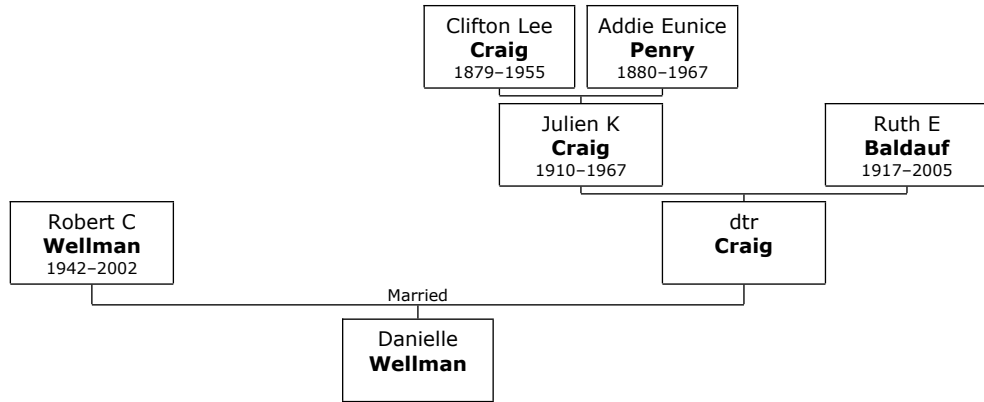 Clifton Lee
Craig
1879–1955
Addie Eunice
Penry
1880–1967
Julien K
Craig
1910–1967
Ruth E
Baldauf
1917–2005
Robert C
Wellman
1942–2002
dtr
Craig
Married
Danielle
Wellman